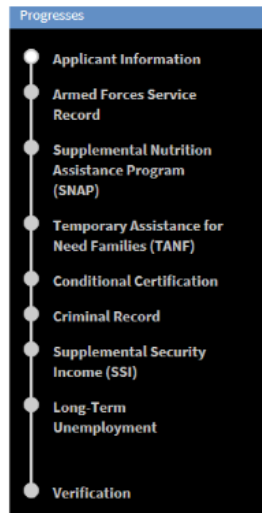 Progresses
Applicant Information
Armed Forces Service
Record
Supplemental Nutrition
Assistance Program
(SNAP)
Temporary Assistance for
Need Families (TANF)
Conditional Certification
Criminal Record
Supplemental Security
Income (SSI)
Long-Term
Unemployment
Verification